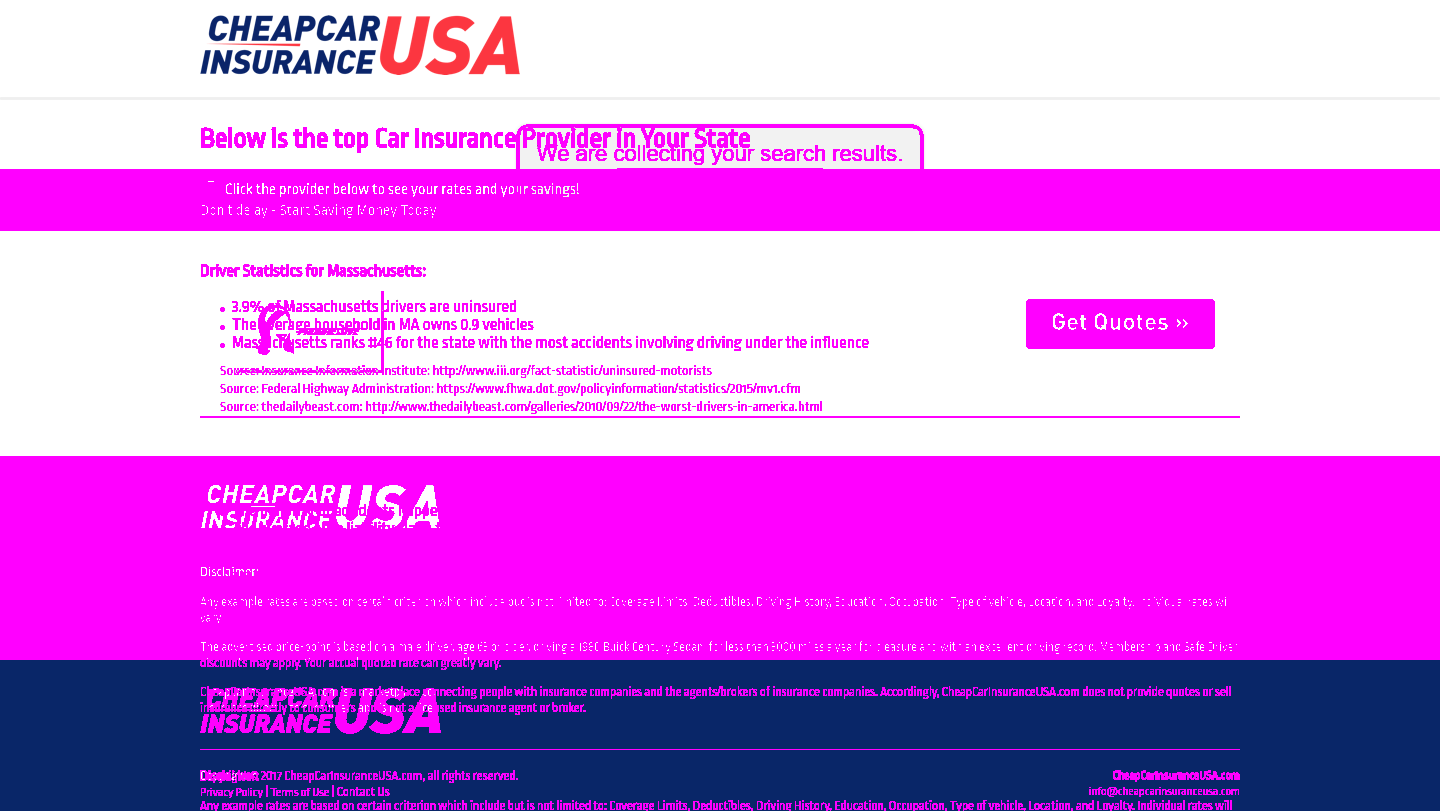 CHEAPCAR INSURANCE USA
Below is the top Car Insurance Provider in Your State
We are collecting your search results.
Click the provider below to see your rates and your savings!
Don't delay - Start Saving Money Today
Driver Statistics for Massachusetts:
3.9% of Massachusetts drivers are uninsured
The average household in MA owns 0.9 vehicles
Massachusetts ranks #46 for the state with the most accidents involving driving under the influence
Get Quotes ››
Source: Insurance Information Institute: http://www.iii.org/fact-statistic/uninsured-motorists
Source: Federal Highway Administration: https://www.fhwa.dot.gov/policyinformation/statistics/2015/mv1.cfm
Source: thedailybeast.com: http://www.thedailybeast.com/galleries/2010/09/22/the-worst-drivers-in-america.html
CHEAPCAR INSURANCE USA
Disclaimer:
Any example rates are based on certain criterion which include but is not limited to: Coverage Limits, Deductibles, Driving History, Education, Occupation, Type of vehicle, Location, and Loyalty. Individual rates will
vary.
The advertised price-point is based on a male driver, age driving a Buick Century Sedan for less than miles a year for pleasure and with an excellent driving record. Membership and Safe Driver
discounts may apply. Your actual quoted rate can greatly vary.
CheapCarInsuranceUSA.com is a marketplace connecting people with insurance companies and the agents/brokers of insurance companies. Accordingly, CheapCarInsuranceUSA.com does not provide quotes or sell
insurance directly to consumers and is not a licensed insurance agent or broker.
CHEAPCAR INSURANCE USA
2017 CheapCarInsuranceUSA.com, all rights reserved.
CheapCarInsuranceUSA.com
Privacy Policy | Terms of Use | Contact Us
info@cheapcarinsuranceusa.com
Any example rates are based on certain criterion which include but is not limited to: Coverage Limits, Deductibles, Driving History, Education, Occupation, Type of vehicle, Location, and Loyalty. Individual rates will